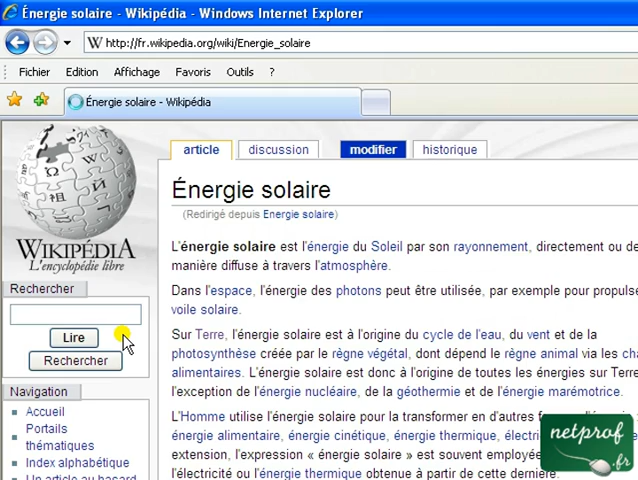 Énergie solaire - Wikipédia - Windows Internet Explorer
W http://fr.wikipedia.org/wiki/Energie_solaire
Fichier Edition Affichage Favoris Outils ?
Énergie solaire - Wikipédia
article discussion modifier historique
WIKIPÉDIA
L'encyclopédie libre
Énergie solaire
(Redirigé depuis Energie solaire)
L'énergie solaire est l'énergie du Soleil par son rayonnement, directement ou de
manière diffuse à travers l'atmosphère.
Dans l'espace, l'énergie des photons peut être utilisée, par exemple pour propulse
voile solaire.
Sur Terre, l'énergie solaire est à l'origine du cycle de l'eau, du vent et de la
photosynthèse créée par le règne végétal, dont dépend le règne animal via les cha
alimentaires. L'énergie solaire est donc à l'origine de toutes les énergies sur Terre
l'exception de l'énergie nucléaire, de la géothermie et de l'énergie marémotrice.
L'Homme utilise l'énergie solaire pour la transformer en d'autres
énergie alimentaire, énergie cinétique, énergie thermique, électri
extension, l'expression « énergie solaire » est souvent employée
l'électricité ou l'énergie thermique obtenue à partir de cette dernière.
Rechercher
Lire
Rechercher
Navigation
Accueil
Portails
thématiques
Index alphabétique
Un article au hasard
netprof
.fr